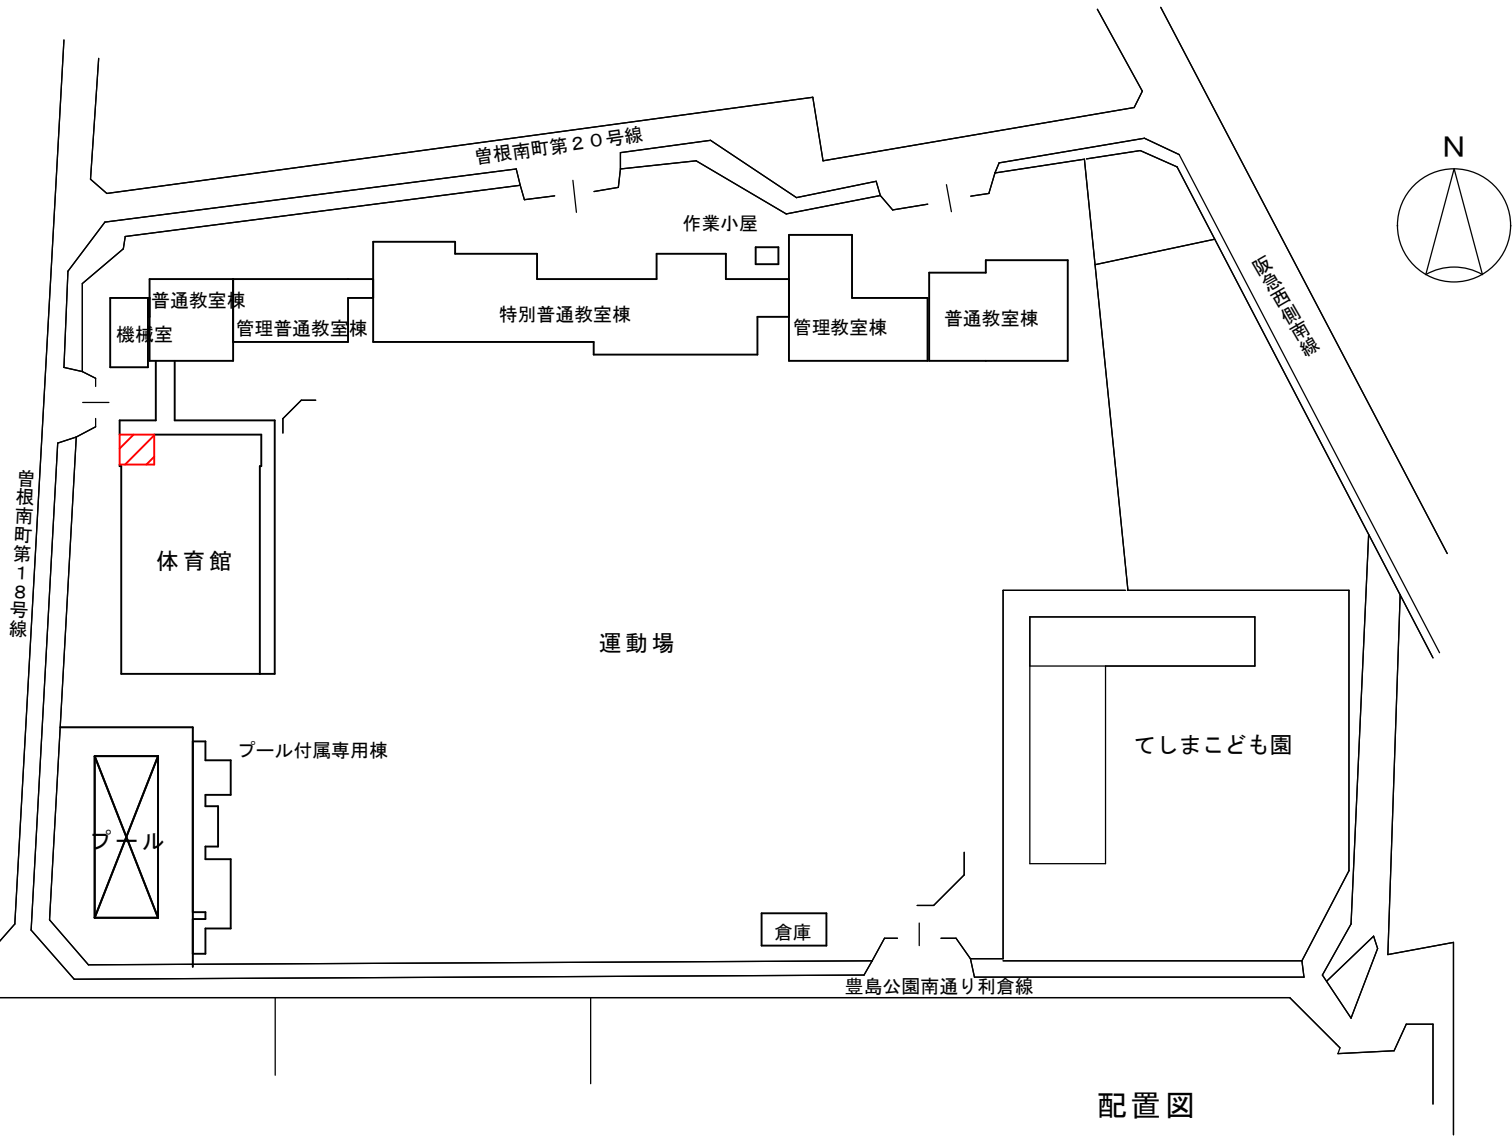 曽根南町第２０号線
N
作業小屋
阪急西側南線
普通教室棟
機械室
管理普通教室棟
特別普通教室棟
管理教室棟
普通教室棟
曽根南町第１８号線
体育館
運動場
プール付属専用棟
てしまこども園
プール
倉庫
豊島公園南通り利倉線
配置図